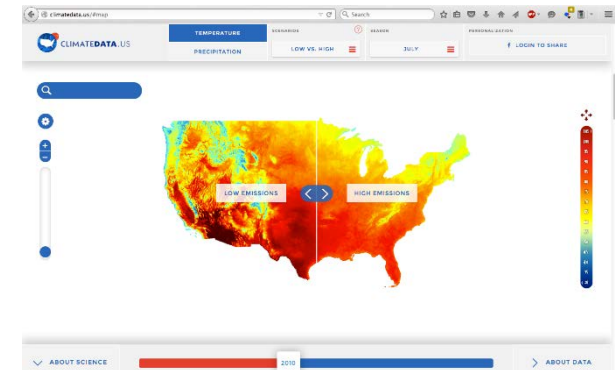 climatedata.us/#map
Search
CLIMATEDATA.US
TEMPERATURE
PRECIPITATION
SCENARIOS
LOW VS. HIGH
SEASON
JULY
PERSONALIZATION
LOGIN TO SHARE
LOW EMISSIONS
HIGH EMISSIONS
ABOUT SCIENCE
2010
ABOUT DATA